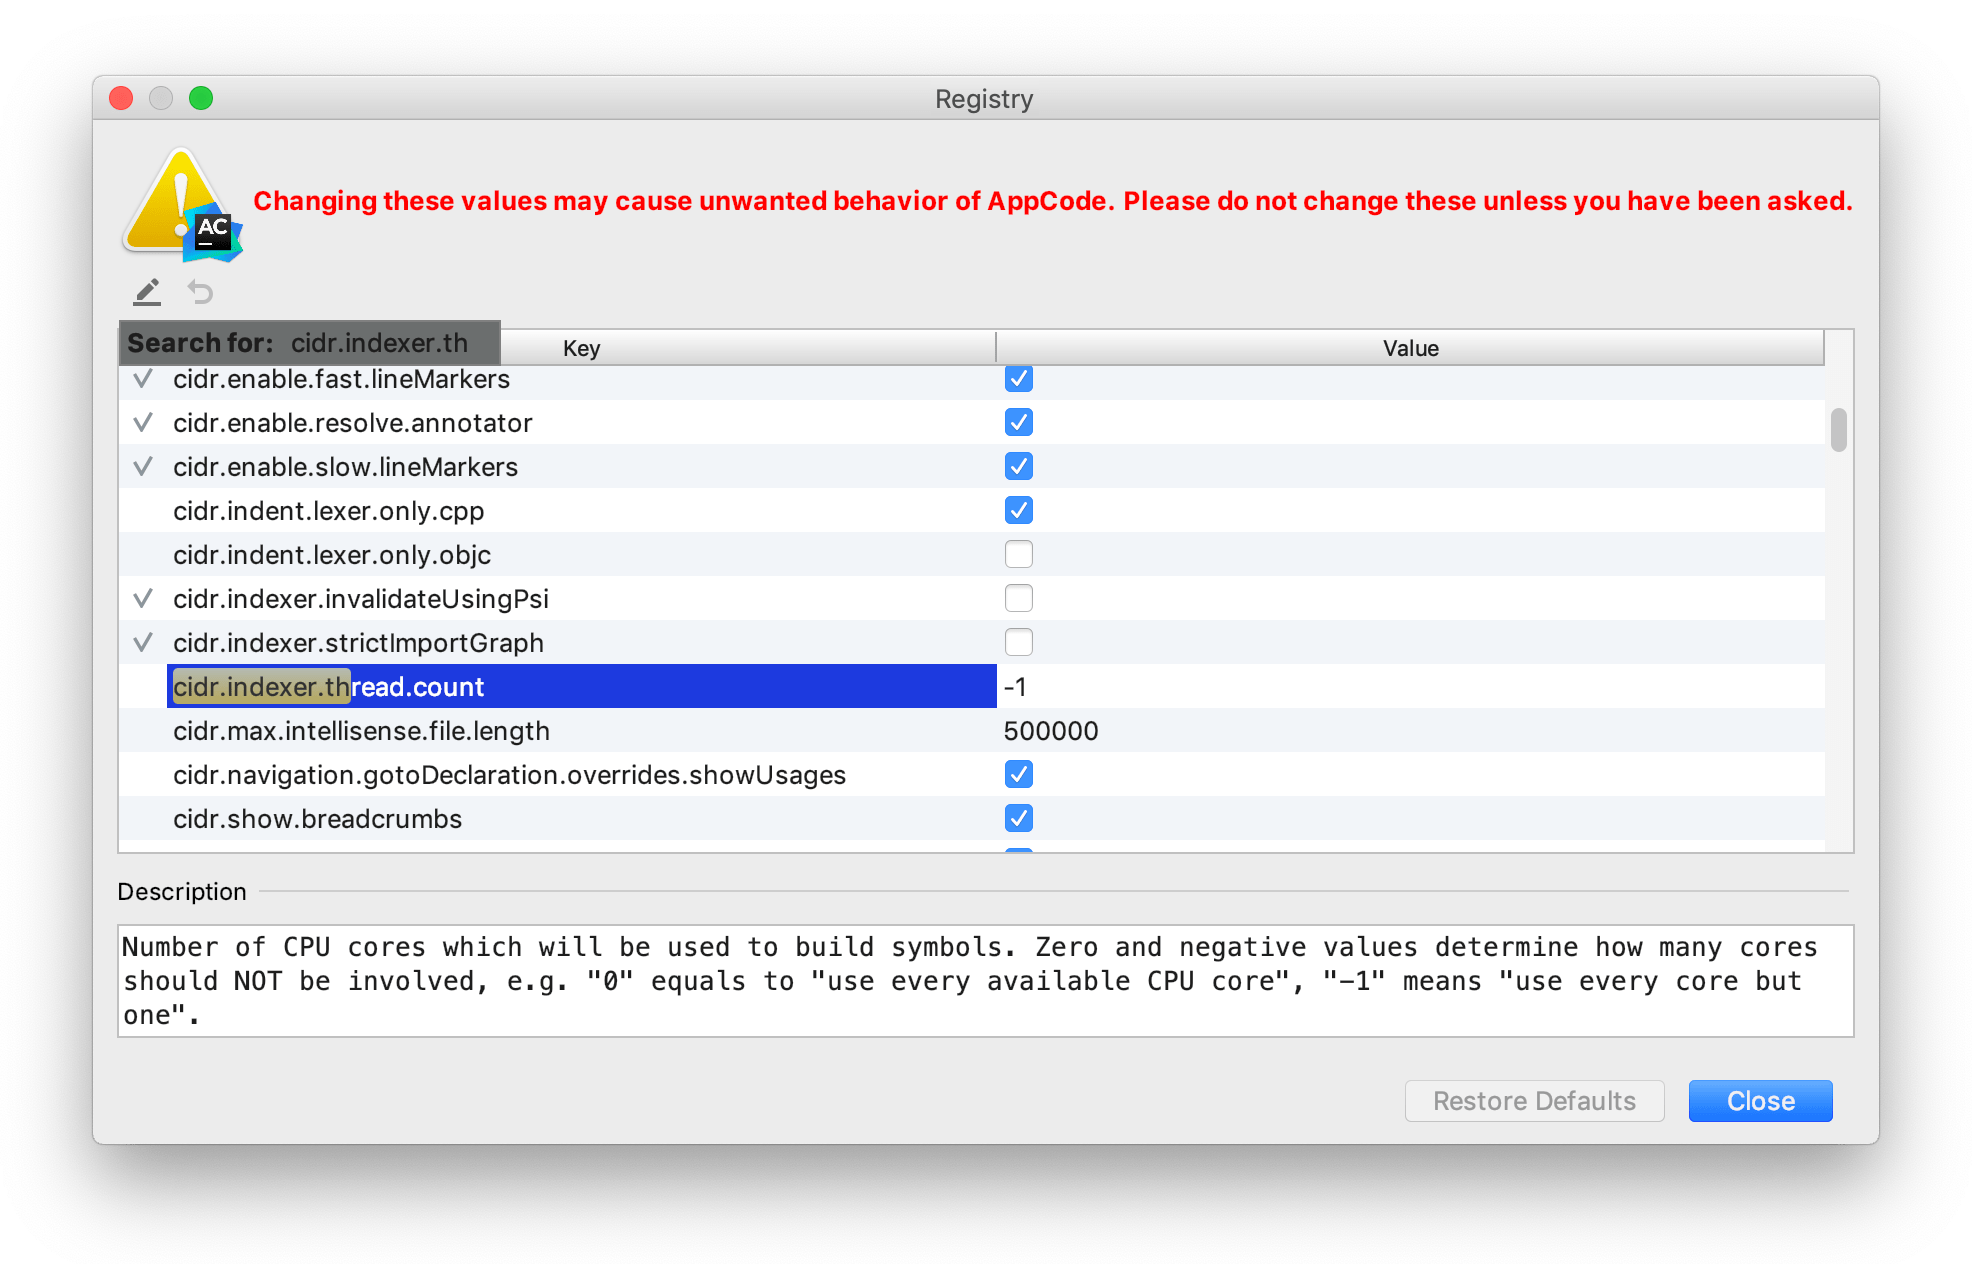 Registry
Changing these values may cause unwanted behavior of AppCode. Please do not change these unless you have been asked.
AC
Search for: cidr.indexer.th
Key Value
cidr.enable.fast.lineMarkers
cidr.enable.resolve.annotator
cidr.enable.slow.lineMarkers
cidr.indent.lexer.only.cpp
cidr.indent.lexer.only.objc
cidr.indexer.invalidateUsingPsi
cidr.indexer.strictImportGraph
cidr.indexer.thread.count -1
cidr.max.intellisense.file.length 500000
cidr.navigation.gotoDeclaration.overrides.showUsages
cidr.show.breadcrumbs
Description
Number of CPU cores which will be used to build symbols. Zero and negative values determine how many cores
should NOT be involved, e.g. "0" equals to "use every available CPU core", "-1" means "use every core but
one".
Restore Defaults Close